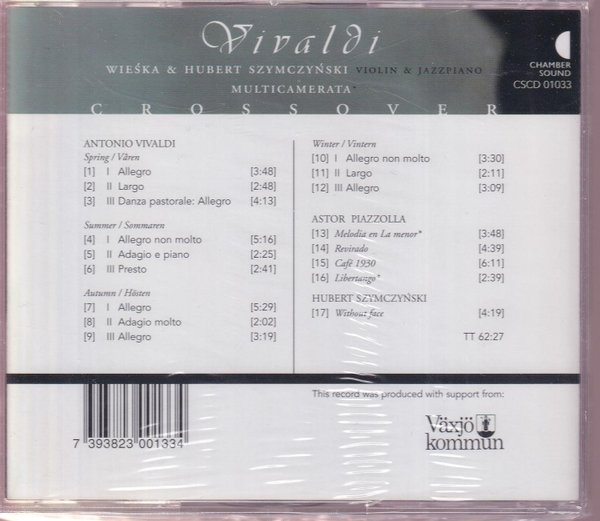 Vivaldi
WIEŚKA & HUBERT SZYMCZYŃSKI VIOLIN & JAZZPIANO
MULTICAMERATA*
CROSSOVER
CHAMBER
SOUND
CSCD 01033
ANTONIO VIVALDI
Spring / Våren
[1] I Allegro [3:48]
[2] II Largo [2:48]
[3] III Danza pastorale: Allegro [4:13]
Summer / Sommaren
[4] I Allegro non molto [5:16]
[5] II Adagio e piano [2:25]
[6] III Presto [2:41]
Autumn / Hösten
[7] I Allegro [5:29]
[8] II Adagio molto [2:02]
[9] III Allegro [3:19]
Winter / Vintern
[10] I Allegro non molto [3:30]
[11] II Largo [2:11]
[12] III Allegro [3:09]
ASTOR PIAZZOLLA
[13] Melodia en La menor* [3:48]
[14] Revirado [4:39]
[15] Café 1930 [6:11]
[16] Libertango* [2:39]
HUBERT SZYMCZYŃSKI
[17] Without face [4:19]
TT 62:27
7 393823 001334
This record was produced with support from:
Växjö
kommun